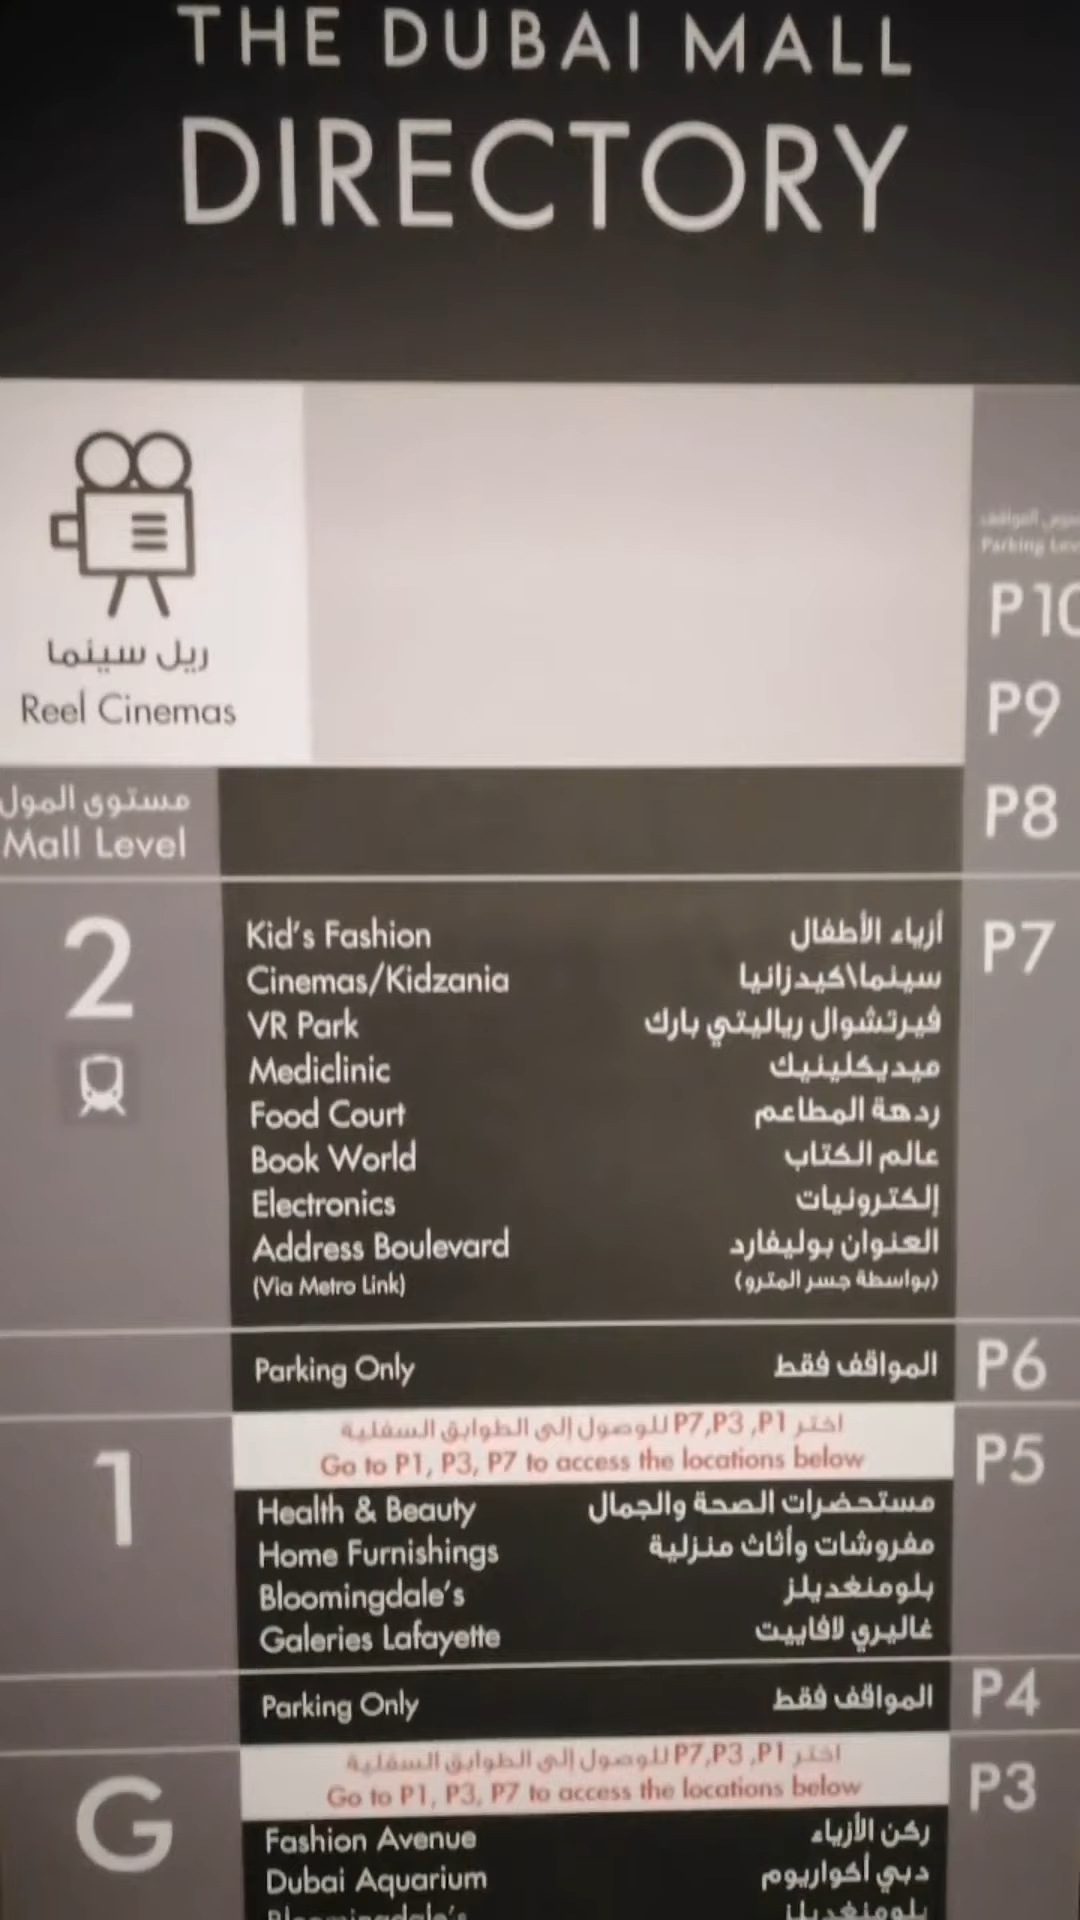 THE DUBAI MALL
DIRECTORY
ريل سينما
Reel Cinemas
Parking
P10
P9
مستوى المول
Mall Level
P8
2
Kid's Fashion أزياء الأطفال
P7
Cinemas/Kidzania سينما\كيدزانيا
VR Park فيرتشوال رياليتي بارك
Mediclinic ميديكلينيك
Food Court ردهة المطاعم
Book World عالم الكتاب
Electronics إلكترونيات
Address Boulevard العنوان بوليفارد
(Via Metro Link) (بواسطة جسر المترو)
Parking Only المواقف فقط
P6
1
اختر P7,P3 ,P1 للوصول إلى الطوابق السفلية
Go to P1, P3, P7 to access the locations below
P5
Health & Beauty مستحضرات الصحة والجمال
Home Furnishings مفروشات وأثاث منزلية
Bloomingdale's بلومنغديلز
Galeries Lafayette غاليري لافاييت
Parking Only المواقف فقط
P4
G
اختر P7,P3 ,P1 للوصول إلى الطوابق السفلية
Go to P1, P3, P7 to access the locations below
P3
Fashion Avenue ركن الأزياء
Dubai Aquarium دبي أكواريوم
Bloomingdale's بلومنغديلز